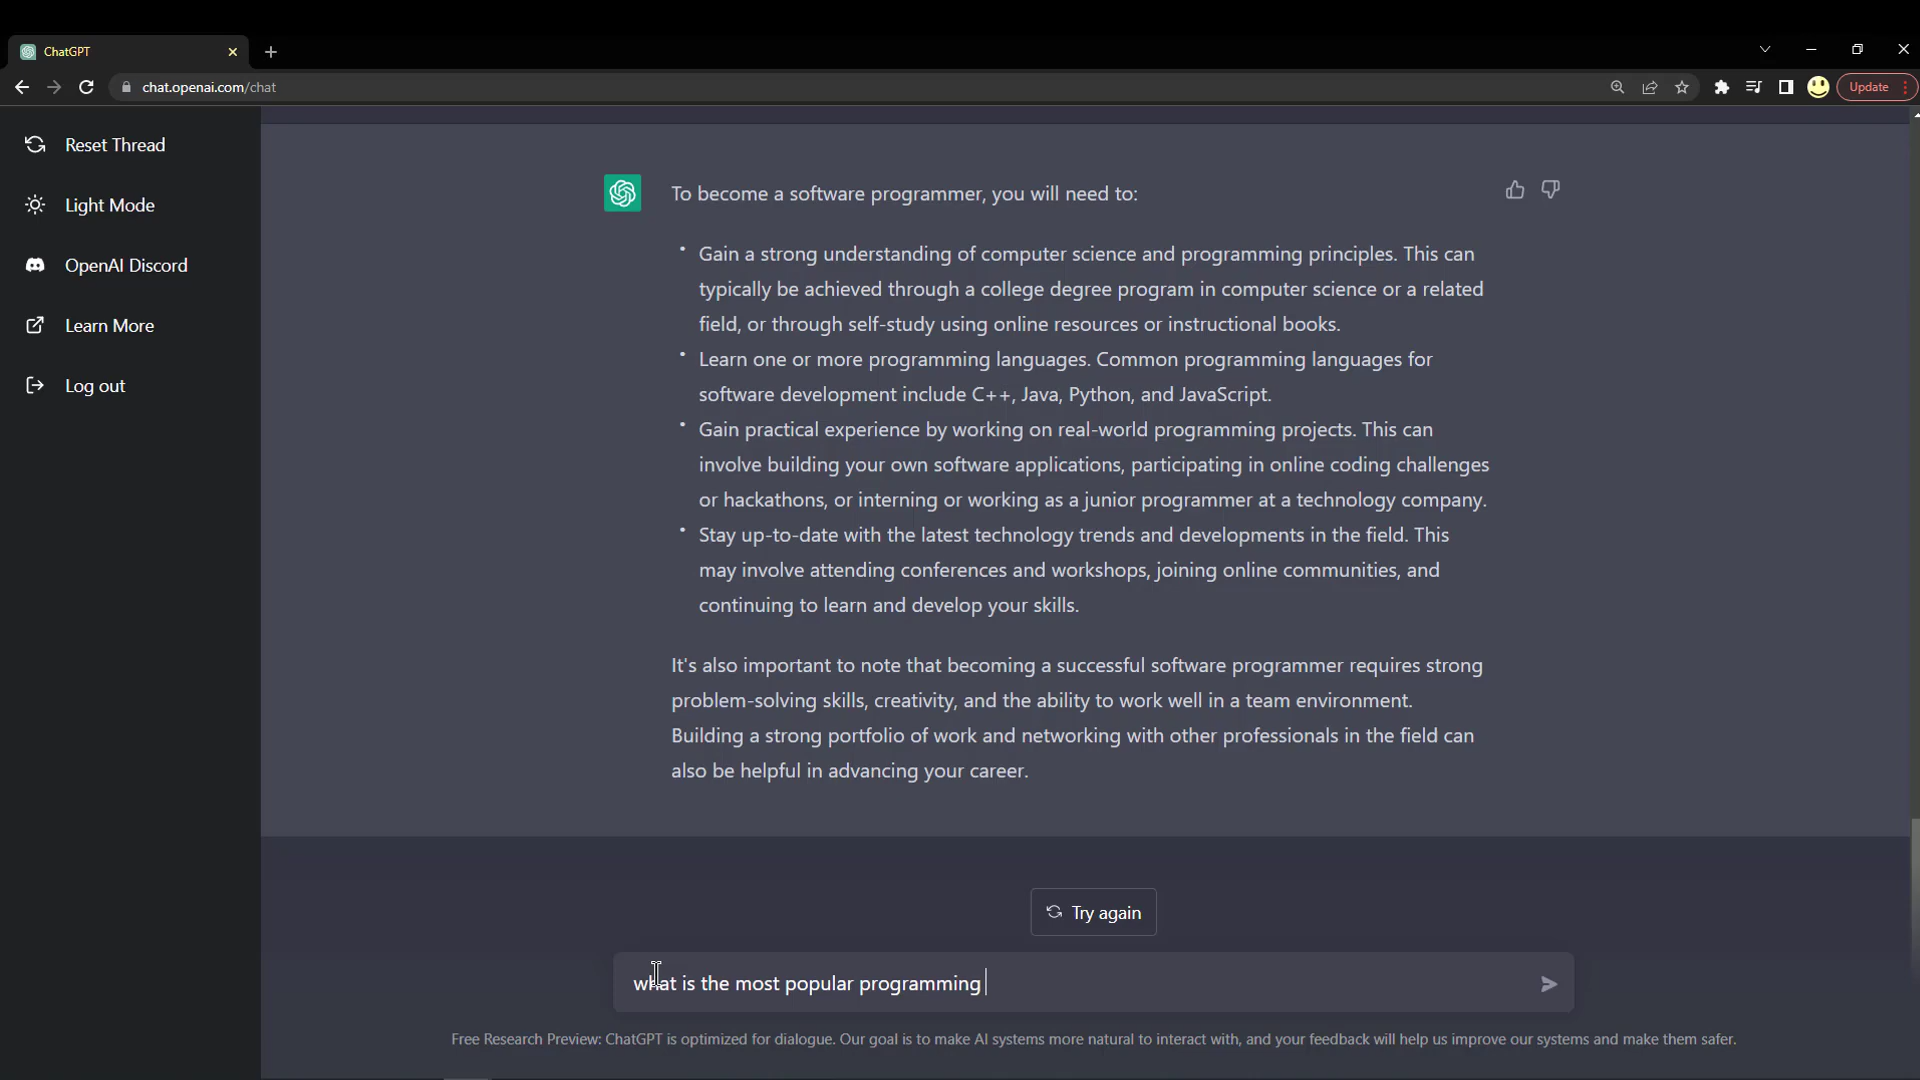 ChatGPT
chat.openai.com/chat
Update
Reset Thread
Light Mode
OpenAI Discord
Learn More
Log out
To become a software programmer, you will need to:
• Gain a strong understanding of computer science and programming principles. This can
typically be achieved through a college degree program in computer science or a related
field, or through self-study using online resources or instructional books.
• Learn one or more programming languages. Common programming languages for
software development include C++, Java, Python, and JavaScript.
• Gain practical experience by working on real-world programming projects. This can
involve building your own software applications, participating in online coding challenges
or hackathons, or interning or working as a junior programmer at a technology company.
• Stay up-to-date with the latest technology trends and developments in the field. This
may involve attending conferences and workshops, joining online communities, and
continuing to learn and develop your skills.
It's also important to note that becoming a successful software programmer requires strong
problem-solving skills, creativity, and the ability to work well in a team environment.
Building a strong portfolio of work and networking with other professionals in the field can
also be helpful in advancing your career.
Try again
what is the most popular programming
Free Research Preview: ChatGPT is optimized for dialogue. Our goal is to make AI systems more natural to interact with, and your feedback will help us improve our systems and make them safer.